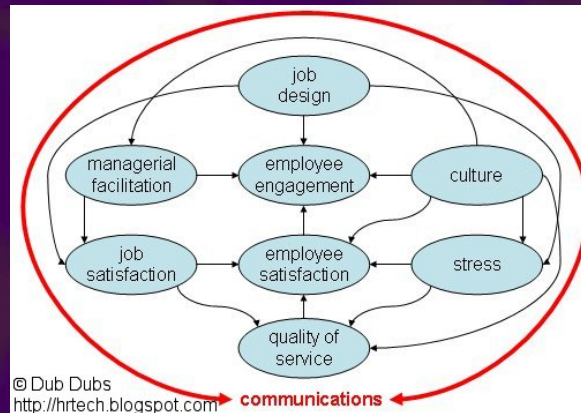 job
design
managerial
facilitation
employee
engagement
culture
job
satisfaction
employee
satisfaction
stress
quality of
service
© Dub Dubs
http://hrtech.blogspot.com
communications